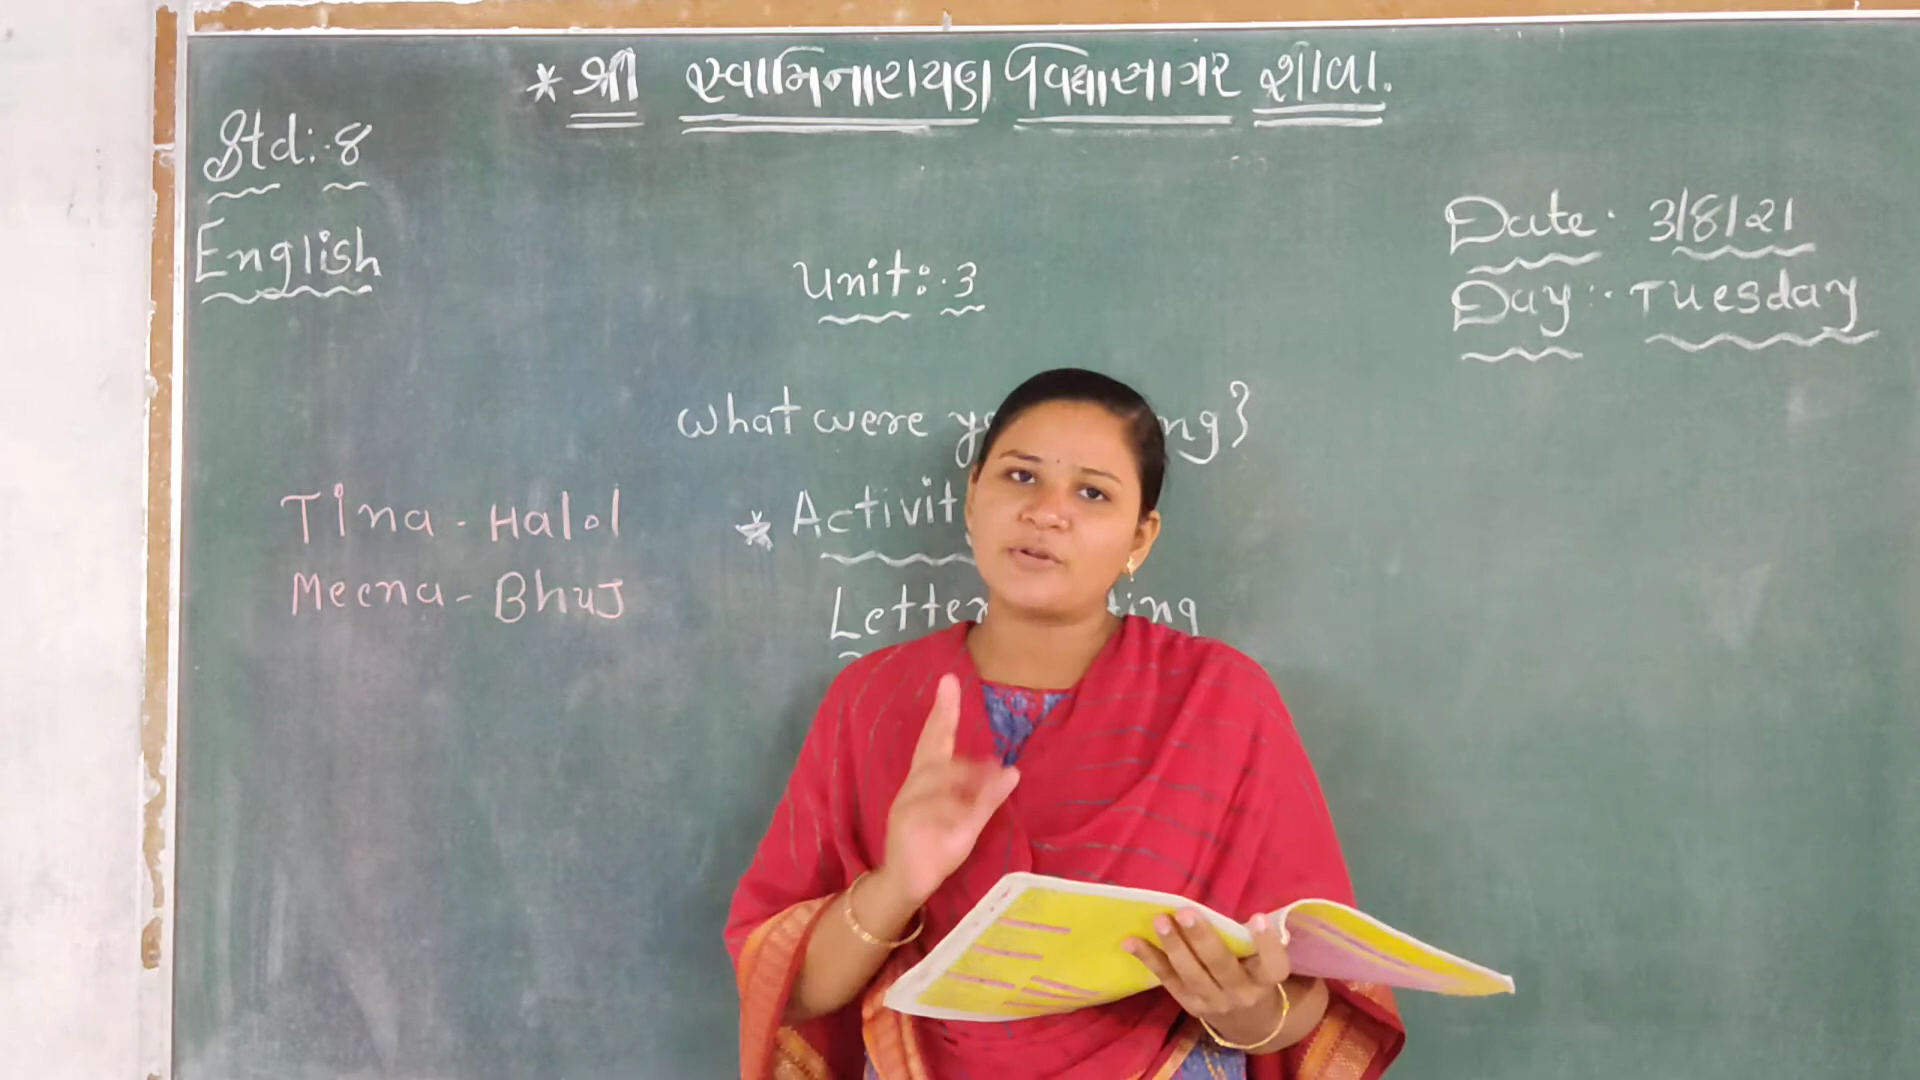 * શ્રી સ્વામિનારાયણ વિદ્યાસાગર શાળા.
Std:- 8
English
Date: 3/8/21
Day:- Tuesday
Unit:- 3
What were
Tina - Halol
Meena - Bhuj
* Activit
Letter